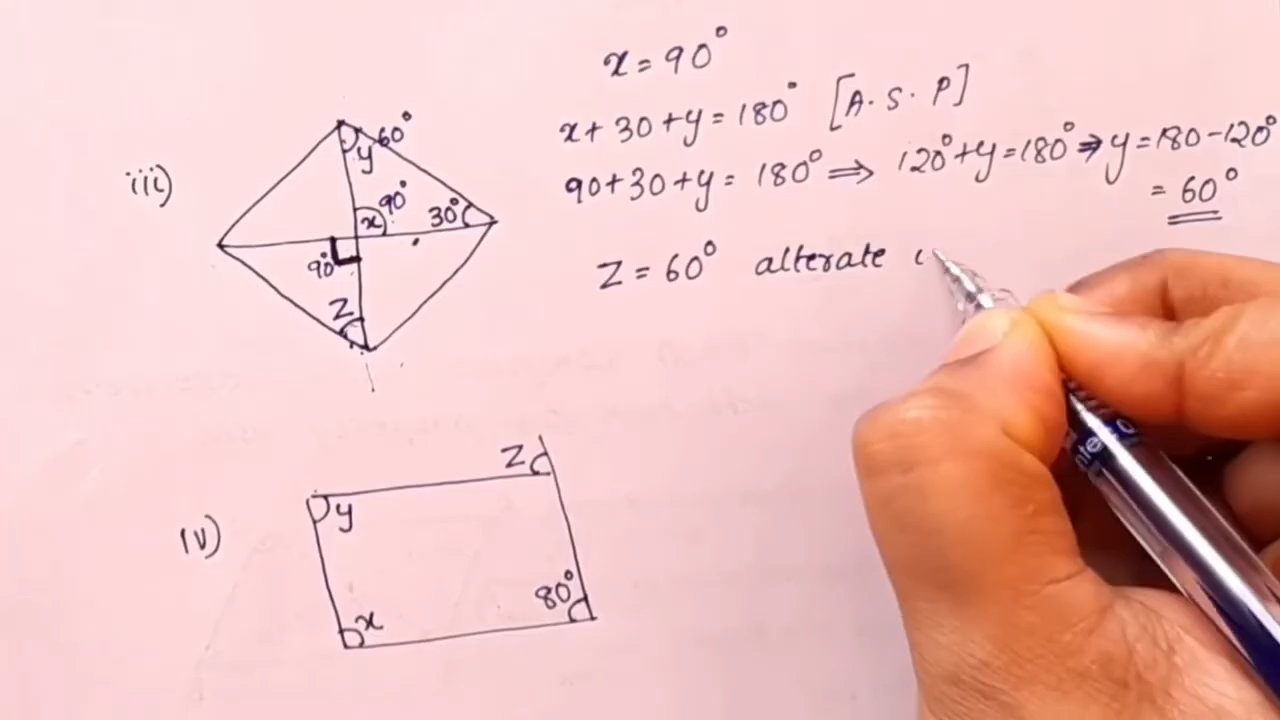 x = 90°
x + 30 + y = 180° [A.S.P]
90 + 30 + y = 180° ⇒ 120° + y = 180° ⇒ y = 180 - 120°
= 60°
z = 60° alterate
iii)
60°
y
90°
x
30°
90°
z
iv)
z
y
80°
x